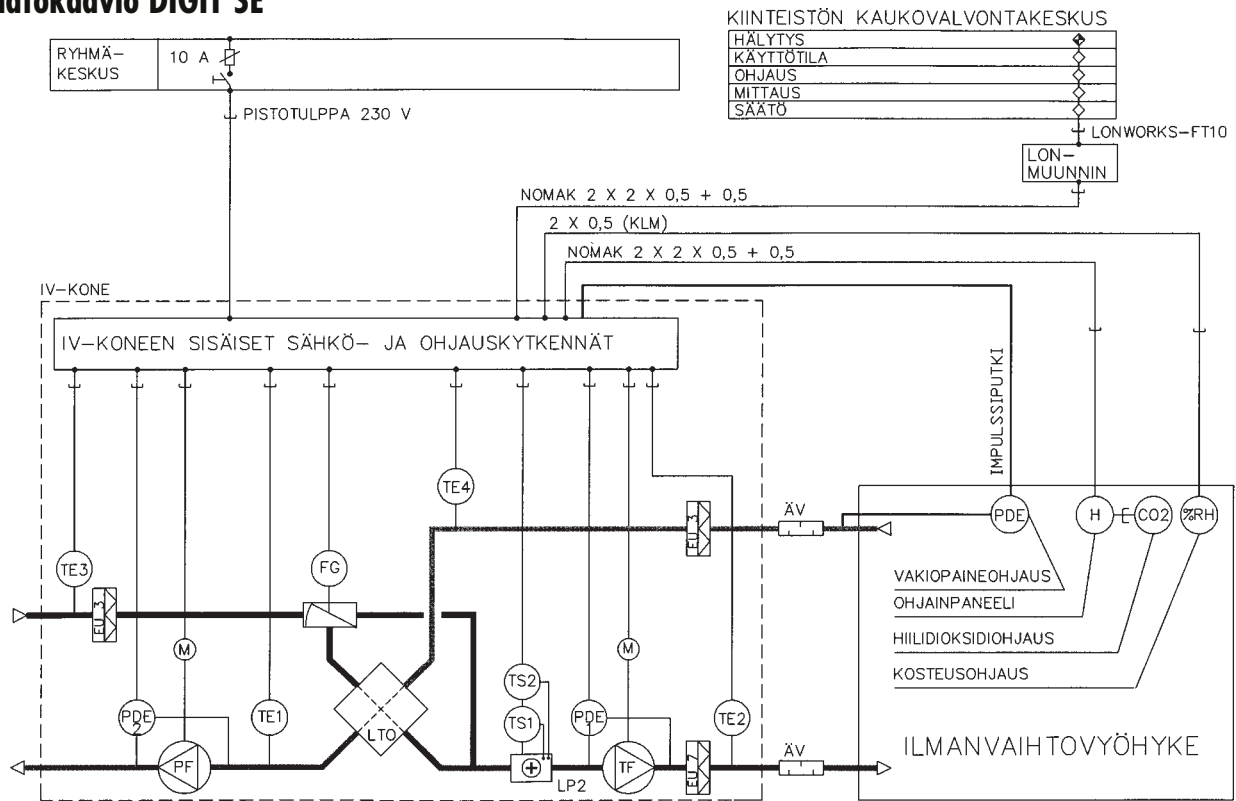 DIGIT SE
KIINTEISTÖN KAUKOVALVONTAKESKUS
HÄLYTYS
KÄYTTÖTILA
OHJAUS
MITTAUS
SÄÄTÖ
RYHMÄ-
KESKUS
10 A
PISTOTULPPA 230 V
LONWORKS-FT10
LON-
MUUNNIN
NOMAK 2 X 2 X 0,5 + 0,5
2 X 0,5 (KLM)
NOMAK 2 X 2 X 0,5 + 0,5
IV-KONE
IV-KONEEN SISÄISET SÄHKÖ- JA OHJAUSKYTKENNÄT
IMPULSSIPUTKI
TE4
EU 3
ÄV
PDE
H
CO2
%RH
TE3
EU 3
FG
VAKIOPAINEOHJAUS
OHJAINPANEELI
HIILIDIOKSIDIOHJAUS
KOSTEUSOHJAUS
M
M
TS2
PDE
2
TE1
LTO
TS1
PDE
1
TE2
PF
LP2
TF
EU 7
ÄV
ILMANVAIHTOVYÖHYKE